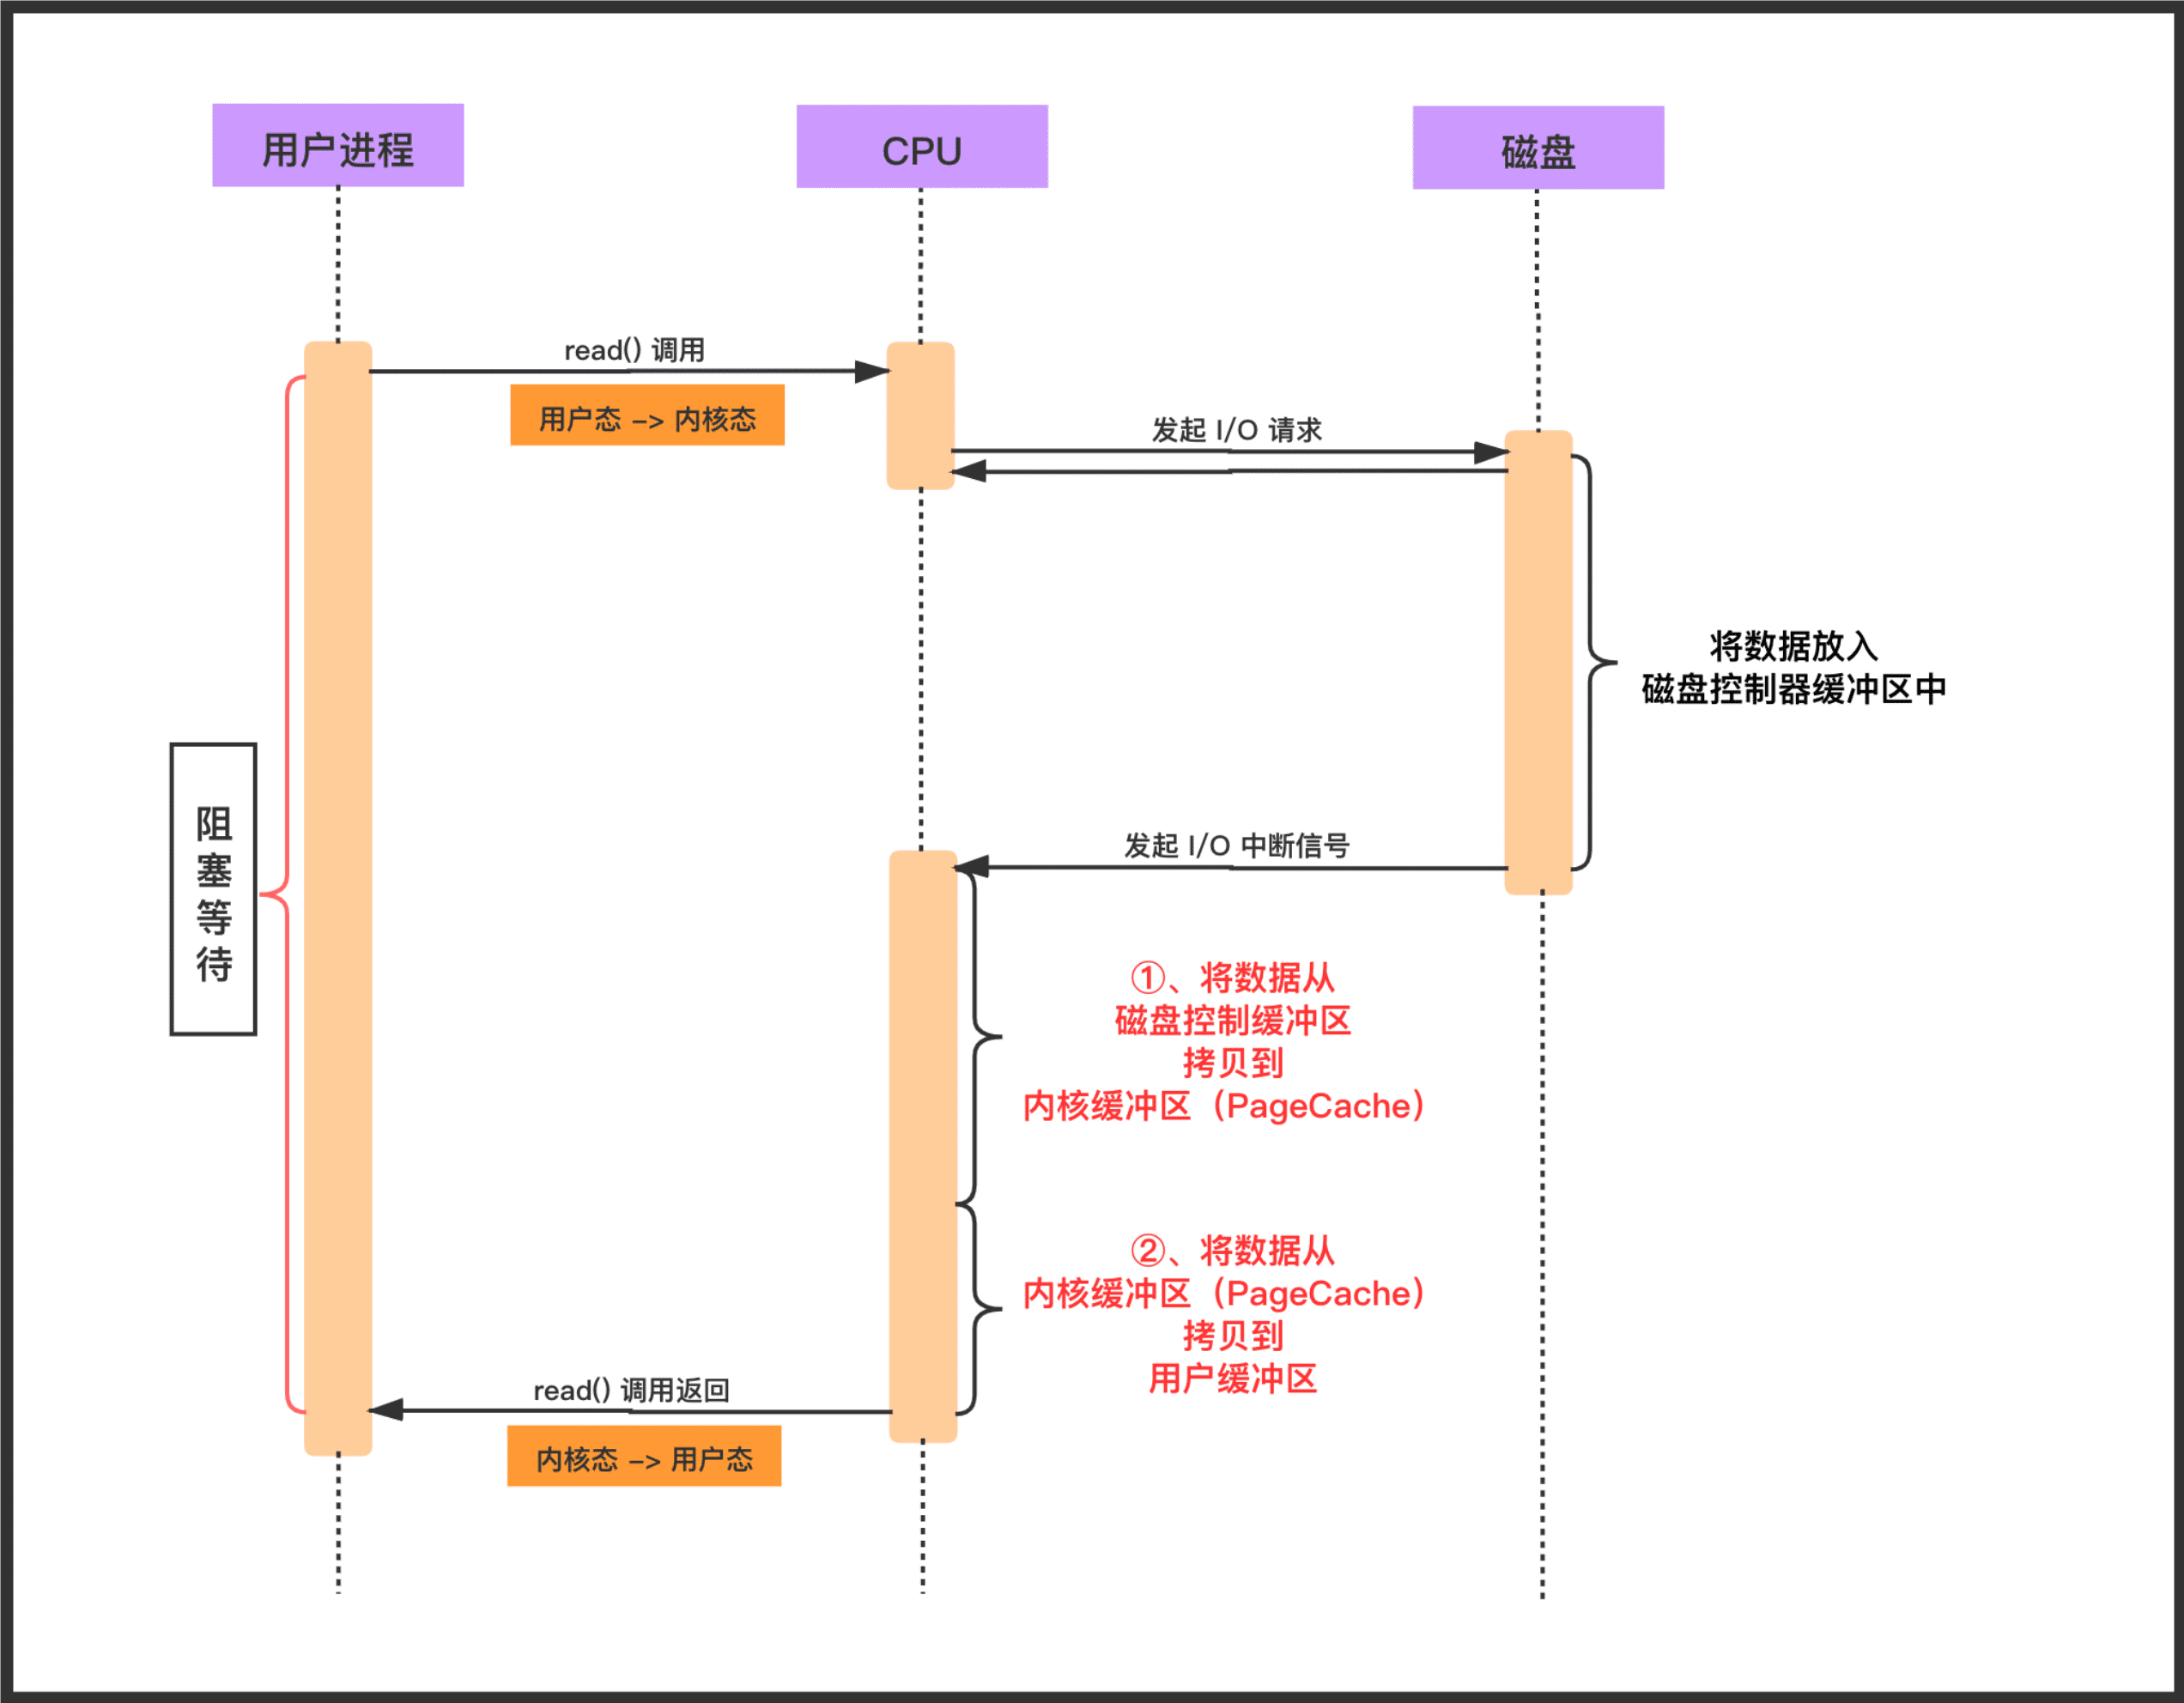 用户进程
CPU
磁盘
read() 调用
用户态 -> 内核态
发起 I/O 请求
将数据放入
磁盘控制器缓冲区中
阻
塞
等
待
发起 I/O 中断信号
①、将数据从
磁盘控制缓冲区
拷贝到
内核缓冲区（PageCache）
②、将数据从
内核缓冲区（PageCache）
拷贝到
用户缓冲区
read() 调用返回
内核态 -> 用户态